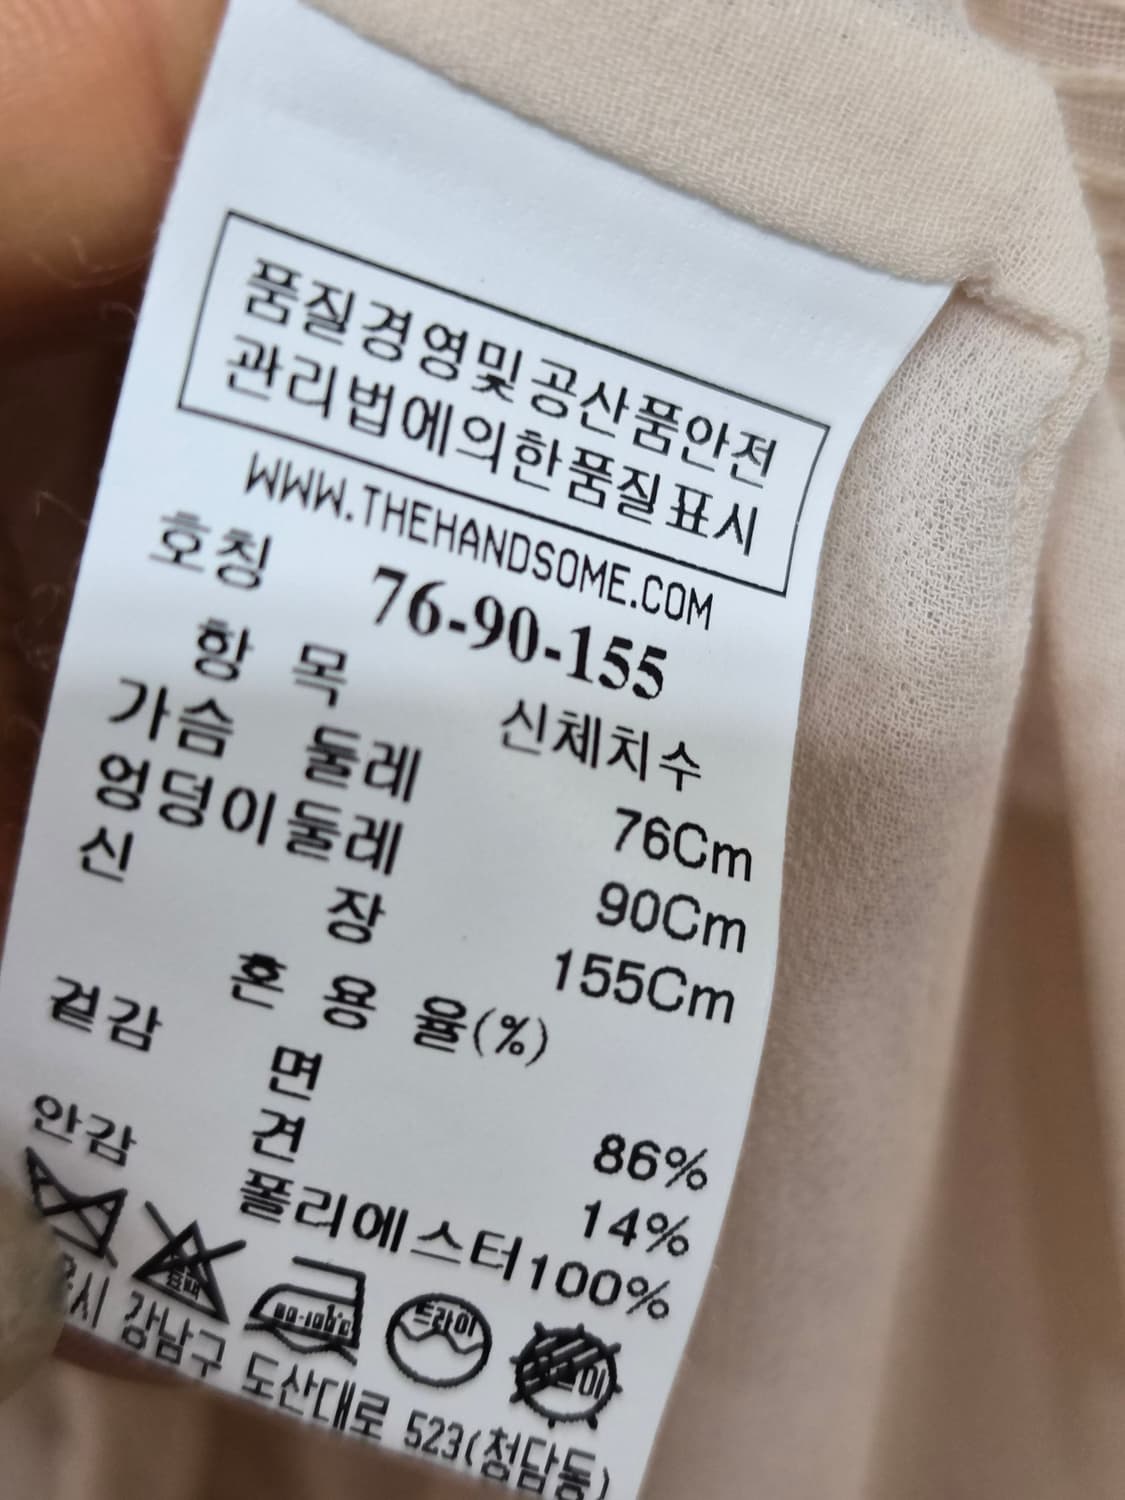 품질경영및공산품안전
관리법에의한품질표시
WWW.THEHANDSOME.COM
호칭 76-90-155
항 목 신체치수
가슴 둘레 76Cm
엉덩이둘레 90Cm
신 장 155Cm
혼 용 율(%)
겉감 면 86%
견 14%
안감 폴리에스터100%
드라이
시 강남구 도산대로 523(청담동)